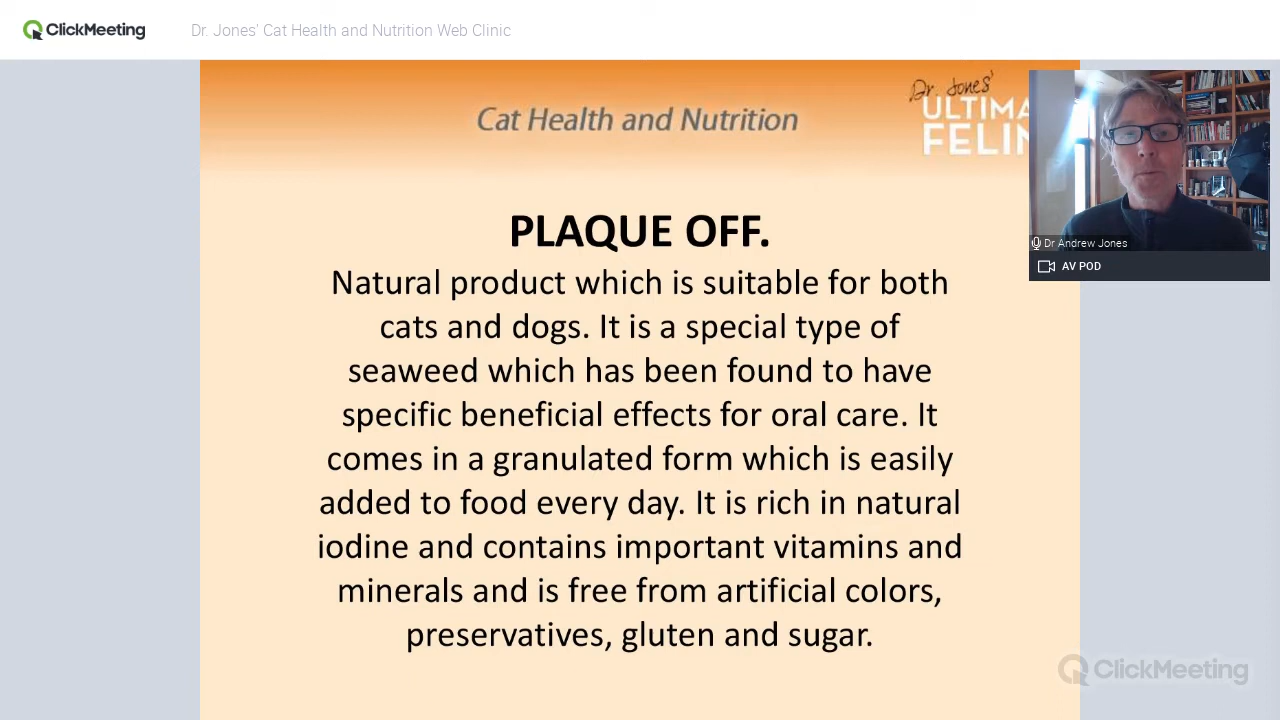 ClickMeeting
Dr. Jones' Cat Health and Nutrition Web Clinic
Cat Health and Nutrition
Dr. Jones'
ULTIMA
FELIN
Dr Andrew Jones
AV POD
PLAQUE OFF.
Natural product which is suitable for both
cats and dogs. It is a special type of
seaweed which has been found to have
specific beneficial effects for oral care. It
comes in a granulated form which is easily
added to food every day. It is rich in natural
iodine and contains important vitamins and
minerals and is free from artificial colors,
preservatives, gluten and sugar.
ClickMeeting